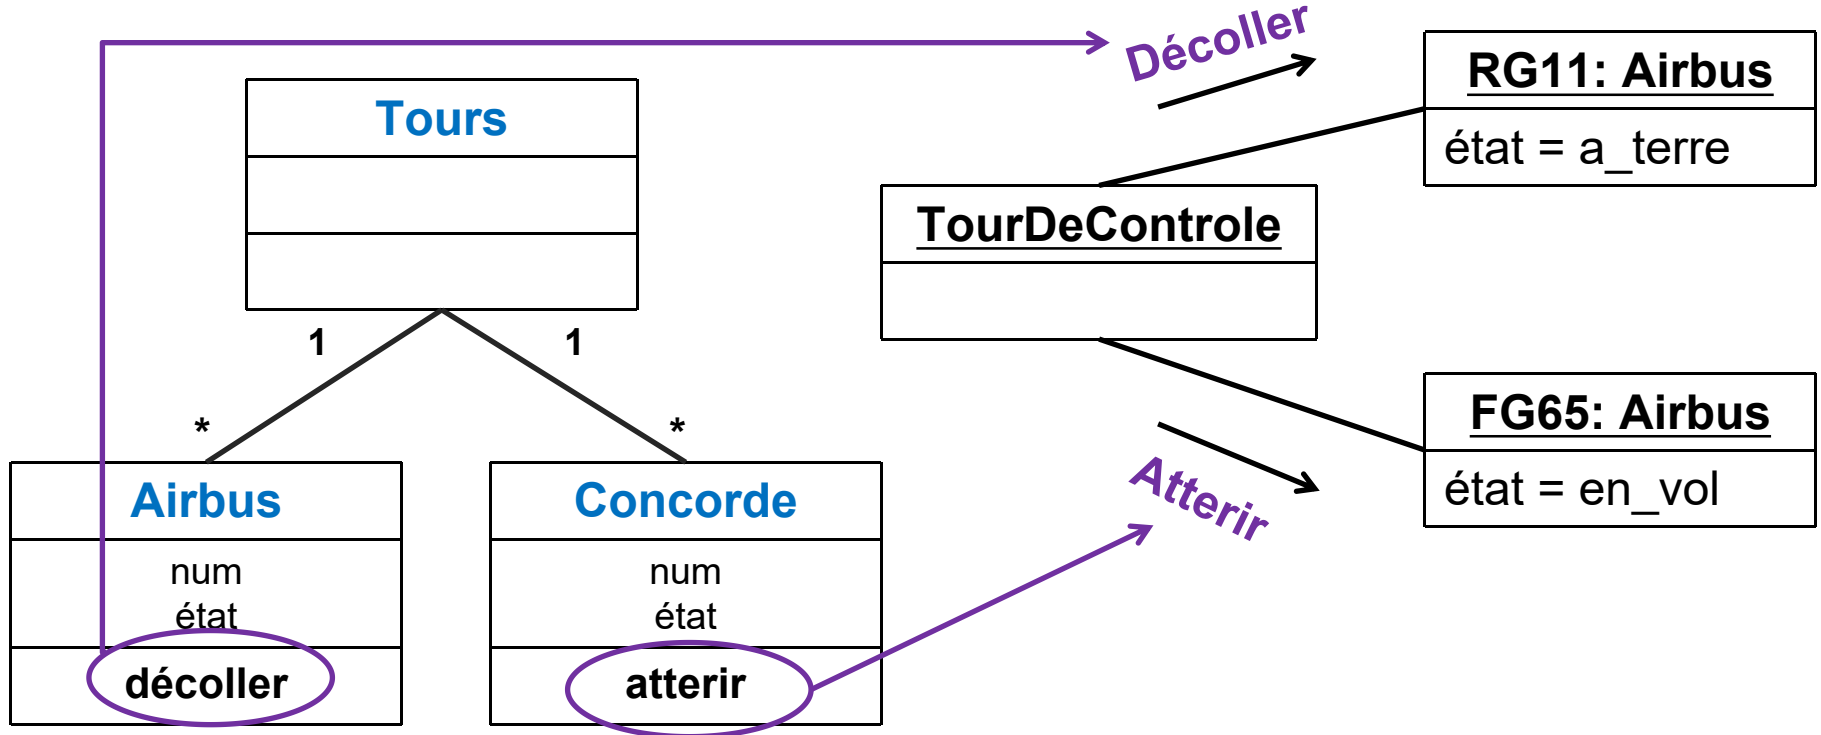 Décoller
RG11: Airbus
état = a_terre
Tours
TourDeControle
1
1
*
*
FG65: Airbus
état = en_vol
Atterir
Airbus
num
état
décoller
Concorde
num
état
atterir